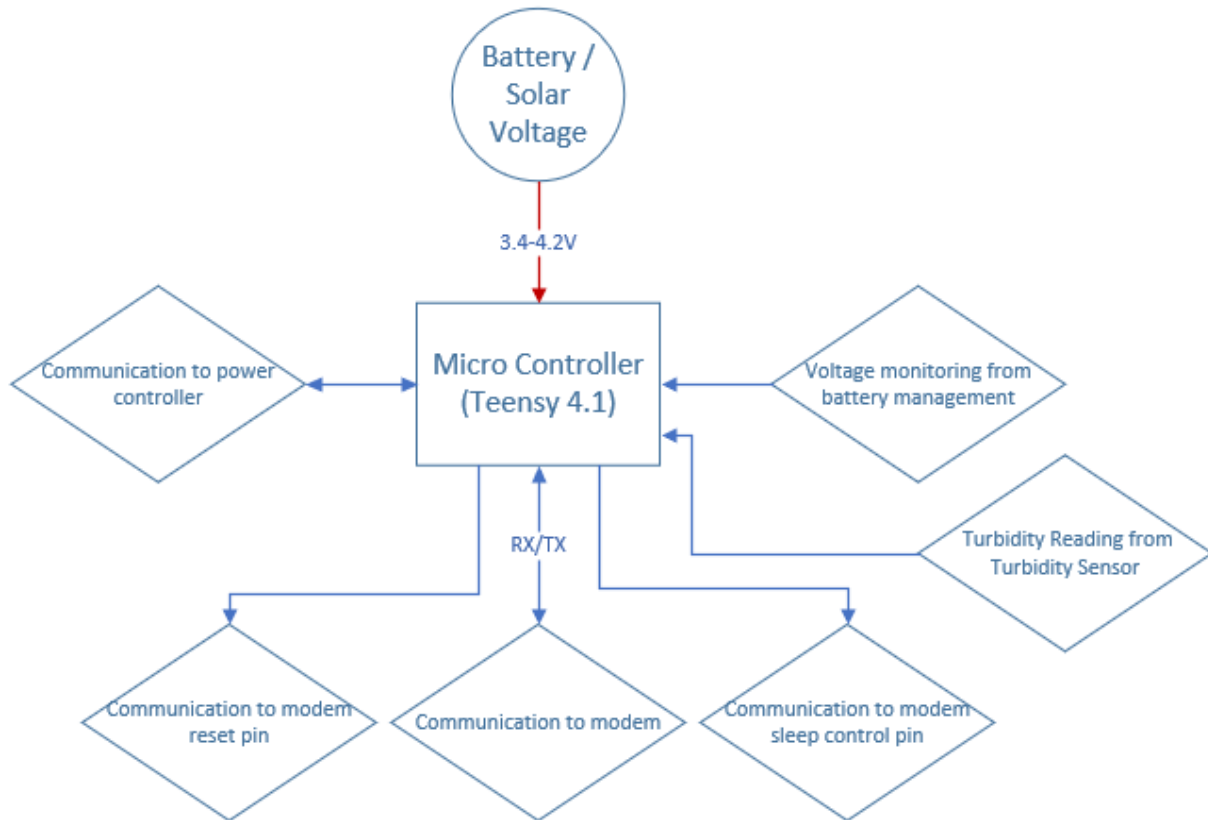 Battery /
Solar
Voltage
3.4-4.2V
Communication to power
controller
Micro Controller
(Teensy 4.1)
Voltage monitoring from
battery management
RX/TX
Turbidity Reading from
Turbidity Sensor
Communication to modem
reset pin
Communication to modem
Communication to modem
sleep control pin